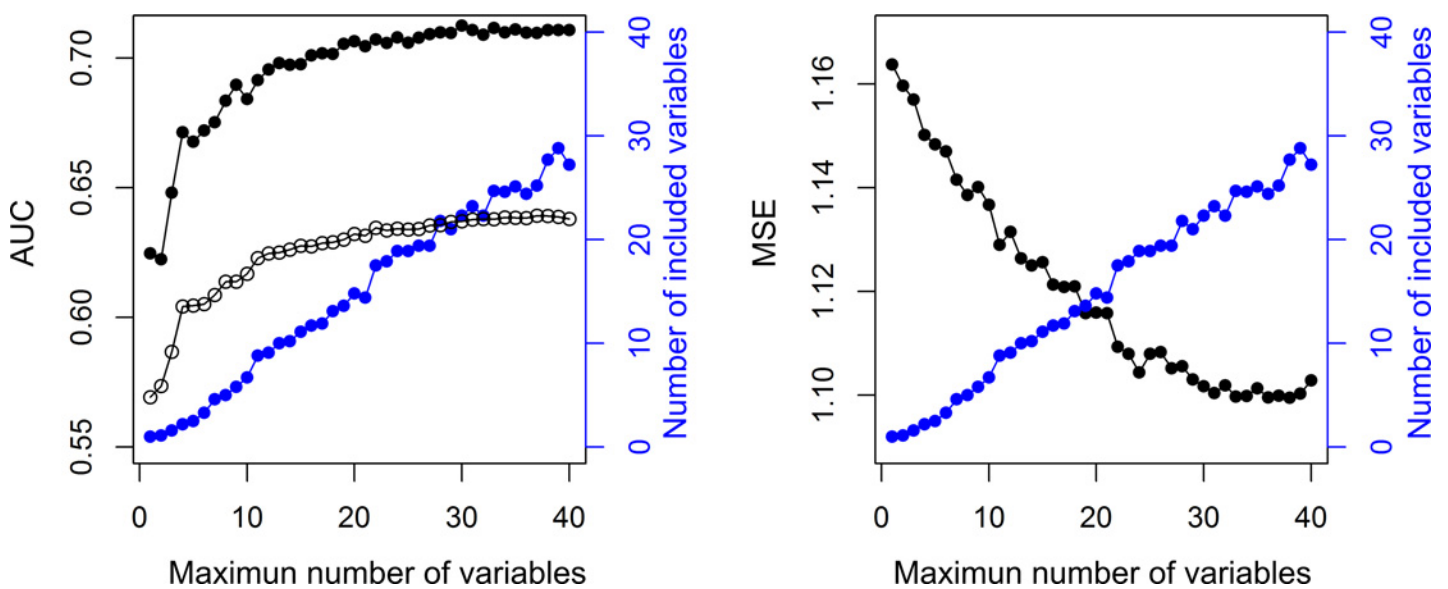 AUC
0.55 0.60 0.65 0.70
0 10 20 30 40
Maximun number of variables
0 10 20 30 40
Number of included variables
MSE
1.10 1.12 1.14 1.16
0 10 20 30 40
Maximun number of variables
0 10 20 30 40
Number of included variables